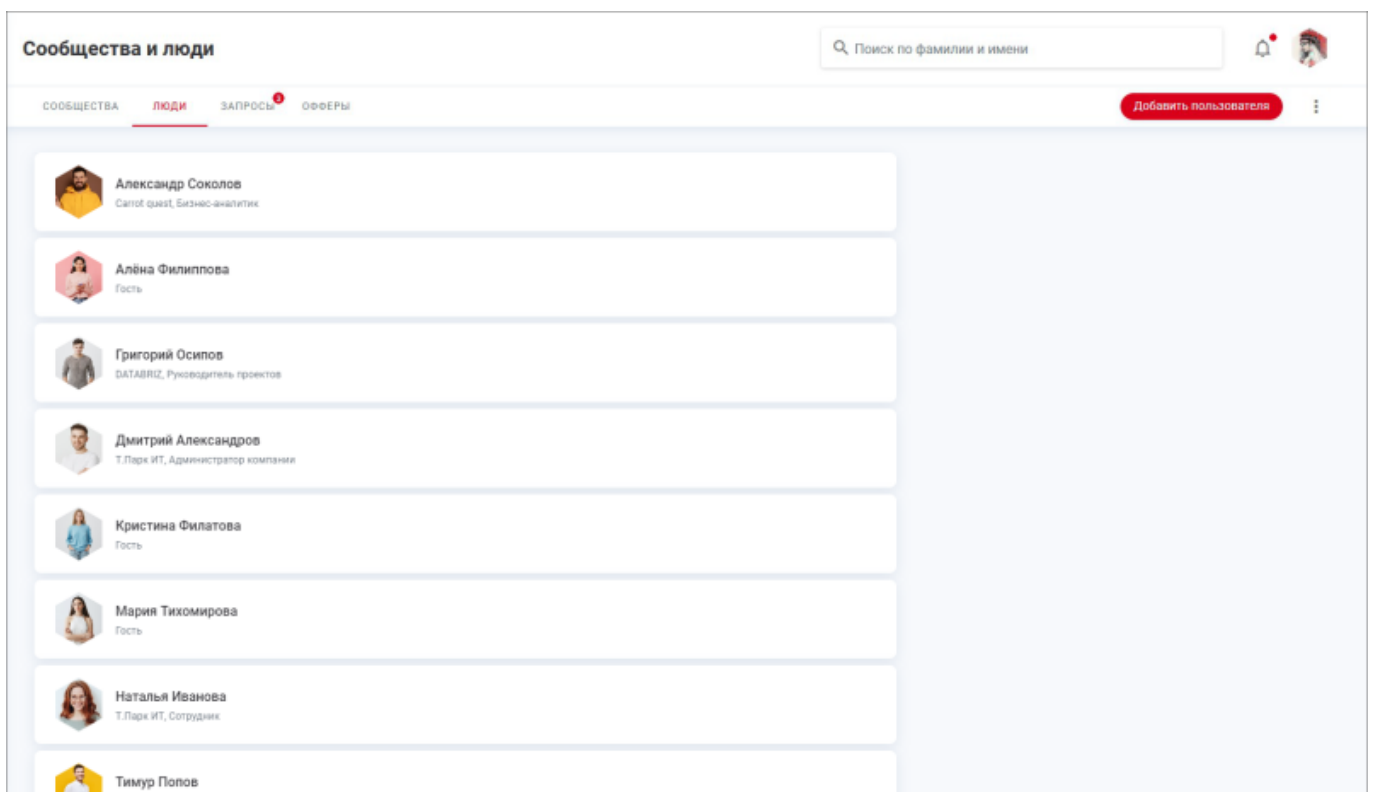 Сообщества и люди
Поиск по фамилии и имени
СООБЩЕСТВА ЛЮДИ ЗАПРОСЫ ОФФЕРЫ
Добавить пользователя
Александр Соколов
Carrot quest, Бизнес-аналитик
Алёна Филиппова
Гость
Григорий Осипов
DATABRIZ, Руководитель проектов
Дмитрий Александров
Т.Парк ИТ, Администратор компании
Кристина Филатова
Гость
Мария Тихомирова
Гость
Наталья Иванова
Т.Парк ИТ, Сотрудник
Тимур Попов